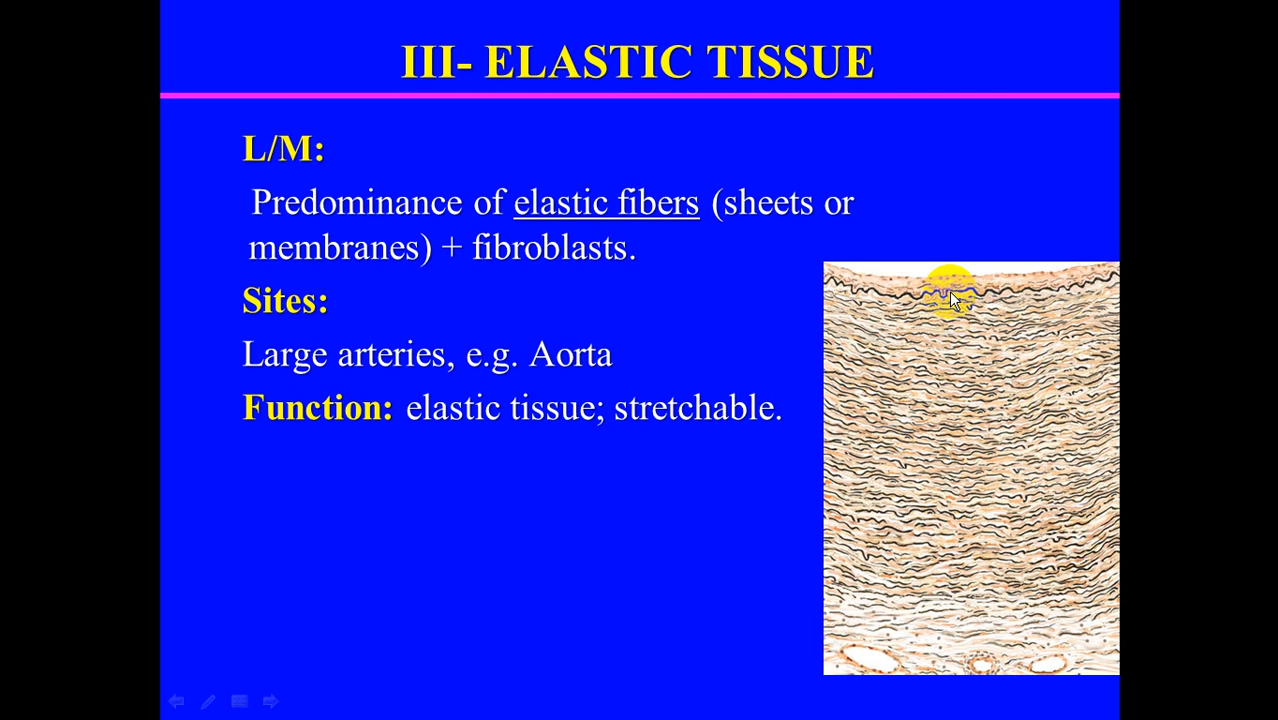 III- ELASTIC TISSUE
L/M:
Predominance of elastic fibers (sheets or
membranes) + fibroblasts.
Sites:
Large arteries, e.g. Aorta
Function: elastic tissue; stretchable.